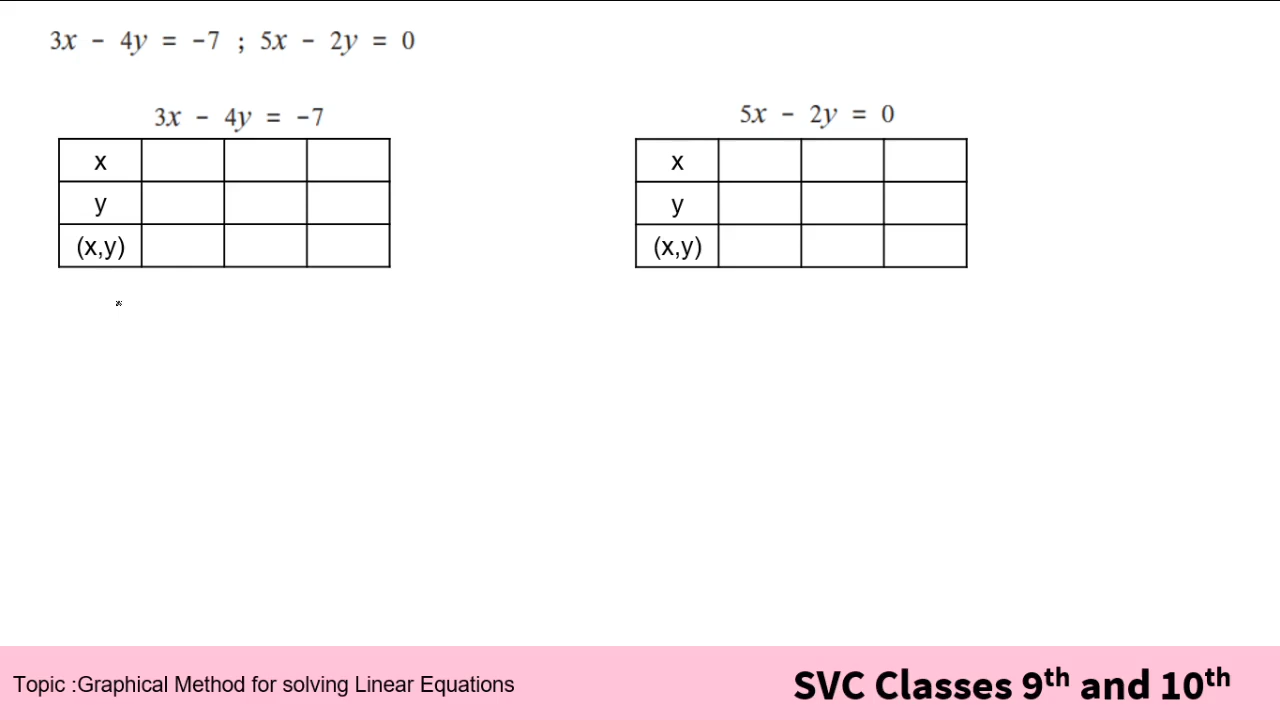 3x - 4y = -7 ; 5x - 2y = 0
3x - 4y = -7
x
y
(x,y)
5x - 2y = 0
x
y
(x,y)
Topic :Graphical Method for solving Linear Equations
SVC Classes 9th and 10th